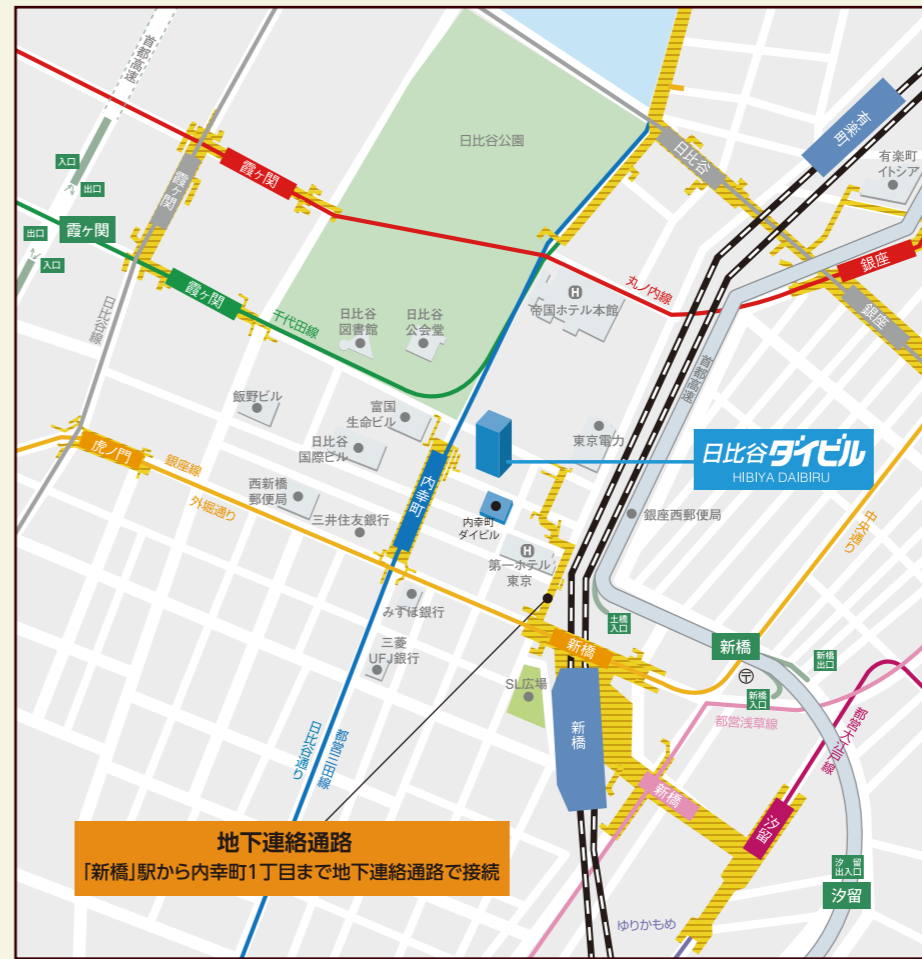 首都高速
日比谷公園
有楽町
有楽町
イトシア
日比谷
入口
出口
霞ヶ関
霞ヶ関
霞ヶ関
出口
入口
霞ヶ関
日比谷線
千代田線
日比谷
図書館
日比谷
公会堂
H
帝国ホテル本館
丸ノ内線
銀座
銀座
首都高速
飯野ビル
富国
生命ビル
日比谷
国際ビル
東京電力
日比谷ダイビル
HIBIYA DAIBIRU
虎ノ門
銀座線
外堀通り
西新橋
郵便局
三井住友銀行
内幸町
内幸町
ダイビル
銀座西郵便局
中央通り
H
第一ホテル
東京
みずほ銀行
土橋
入口
三菱
UFJ銀行
新橋
新橋
新橋
出口
〒
新橋
入口
SL広場
新橋
都営浅草線
都営大江戸線
日比谷通り
都営三田線
新橋
汐留
地下連絡通路
「新橋」駅から内幸町1丁目まで地下連絡通路で接続
汐留
出入口
汐留
ゆりかもめ